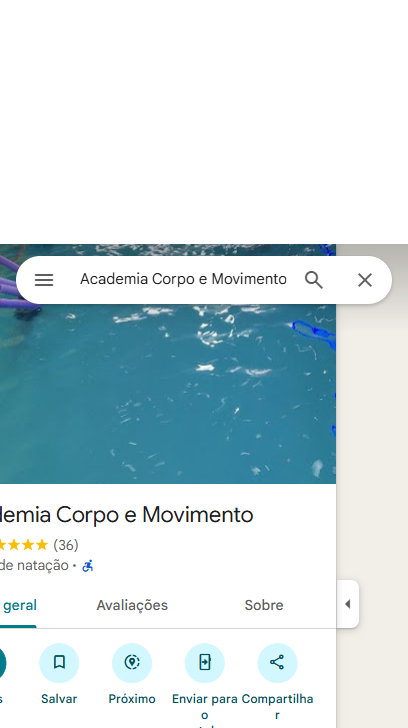 Academia Corpo e Movimento
demia Corpo e Movimento
(36)
de natação ·
geral Avaliações Sobre
s Salvar Próximo Enviar para o Compartilhar